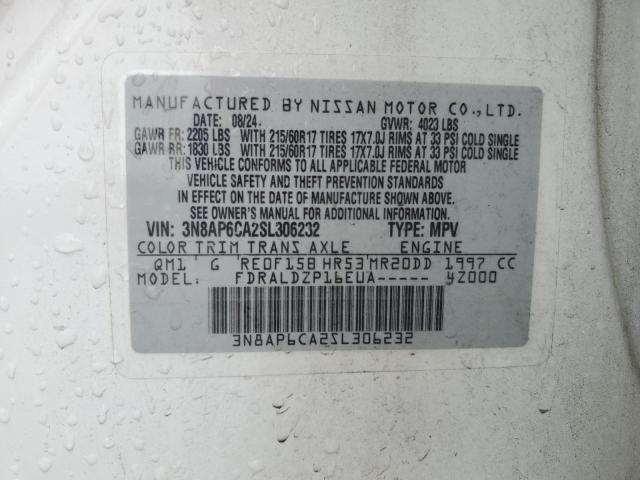 MANUFACTURED BY NISSAN MOTOR CO., LTD.
DATE: 08/24 GVWR: 4023 LBS
GAWR FR: 2205 LBS WITH 215/60R17 TIRES 17X7.0J RIMS AT 33 PSI COLD SINGLE
GAWR RR: 1830 LBS WITH 215/60R17 TIRES 17X7.0J RIMS AT 33 PSI COLD SINGLE
THIS VEHICLE CONFORMS TO ALL APPLICABLE FEDERAL MOTOR
VEHICLE SAFETY AND THEFT PREVENTION STANDARDS
IN EFFECT ON THE DATE OF MANUFACTURE SHOWN ABOVE.
SEE OWNER'S MANUAL FOR ADDITIONAL INFORMATION.
VIN: 3N8AP6CA2SL306232 TYPE: MPV
COLOR TRIM TRANS AXLE ENGINE
QM1 G RE0F15B HR53 MR20DD 1997 CC
MODEL: FDRALDZP16EUA----- 4Z000
3N8AP6CA2SL306232